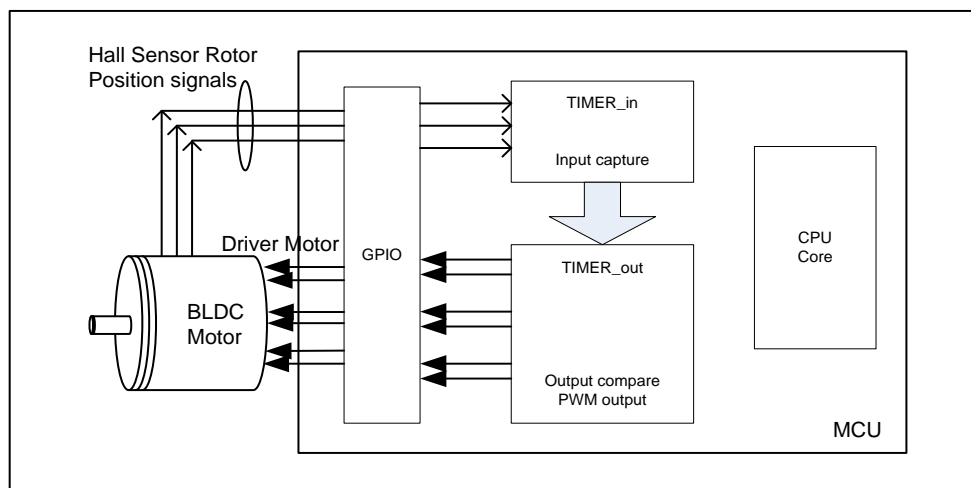 Hall Sensor Rotor
Position signals
TIMER_in
Input capture
Driver Motor
GPIO
TIMER_out
CPU
Core
BLDC
Motor
Output compare
PWM output
MCU